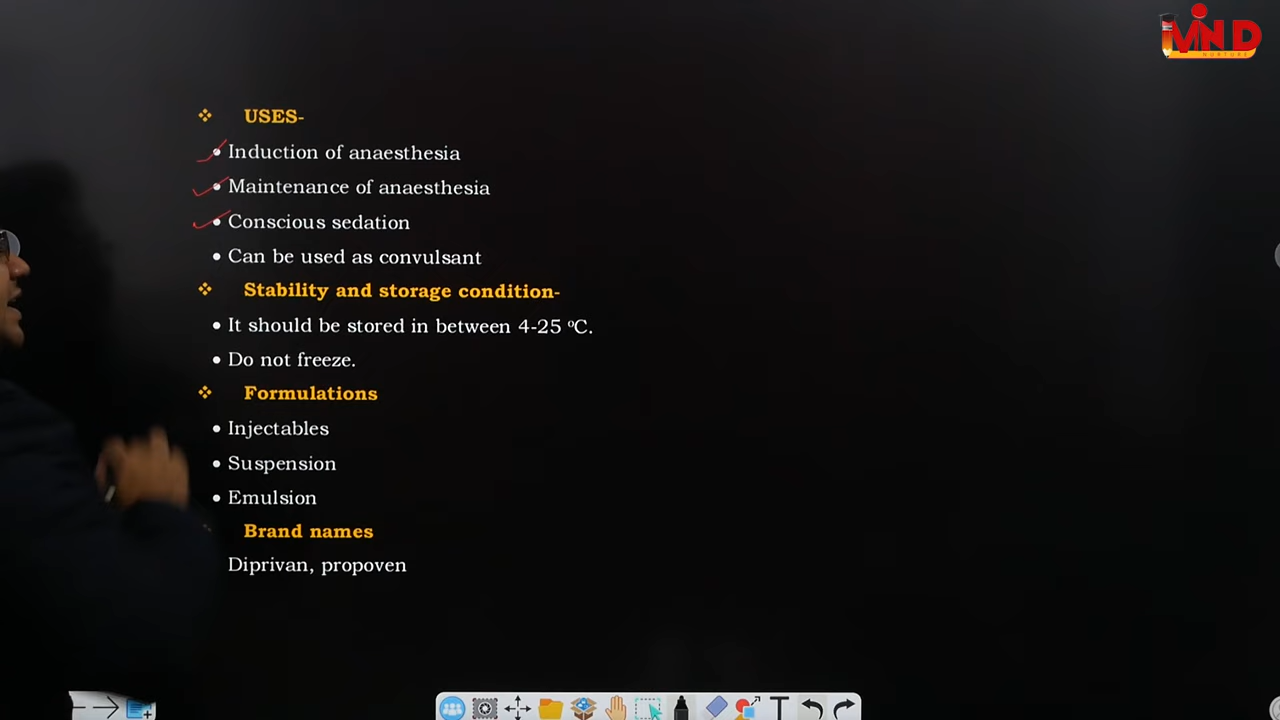 MIND
NURTURE
USES-
Induction of anaesthesia
Maintenance of anaesthesia
Conscious sedation
Can be used as convulsant
Stability and storage condition-
It should be stored in between 4-25 ºC.
Do not freeze.
Formulations
Injectables
Suspension
Emulsion
Brand names
Diprivan, propoven